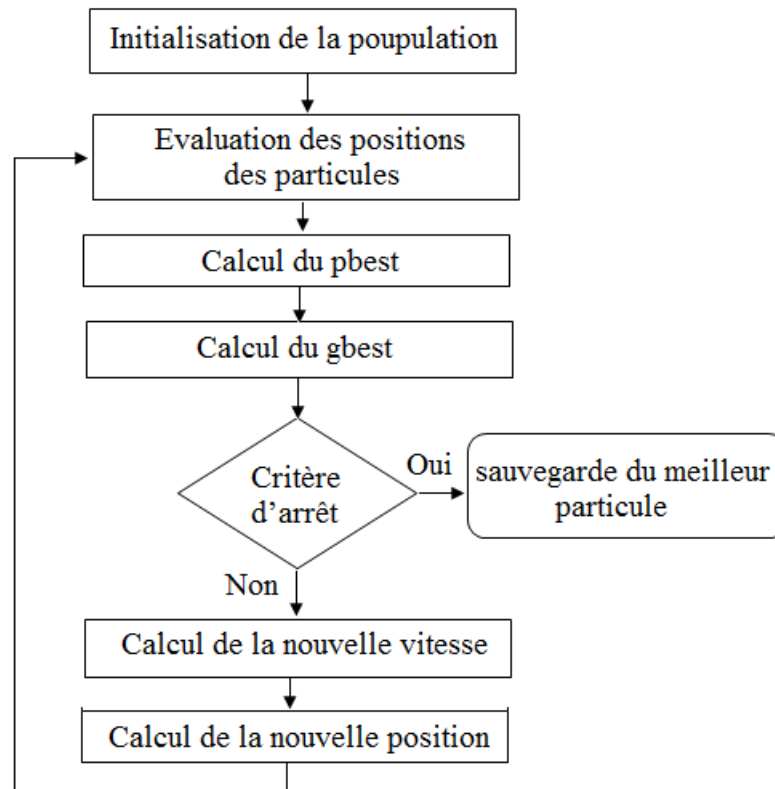 Initialisation de la poupulation
Evaluation des positions
des particules
Calcul du pbest
Calcul du gbest
Critère
d’arrêt
Oui
sauvegarde du meilleur
particule
Non
Calcul de la nouvelle vitesse
Calcul de la nouvelle position